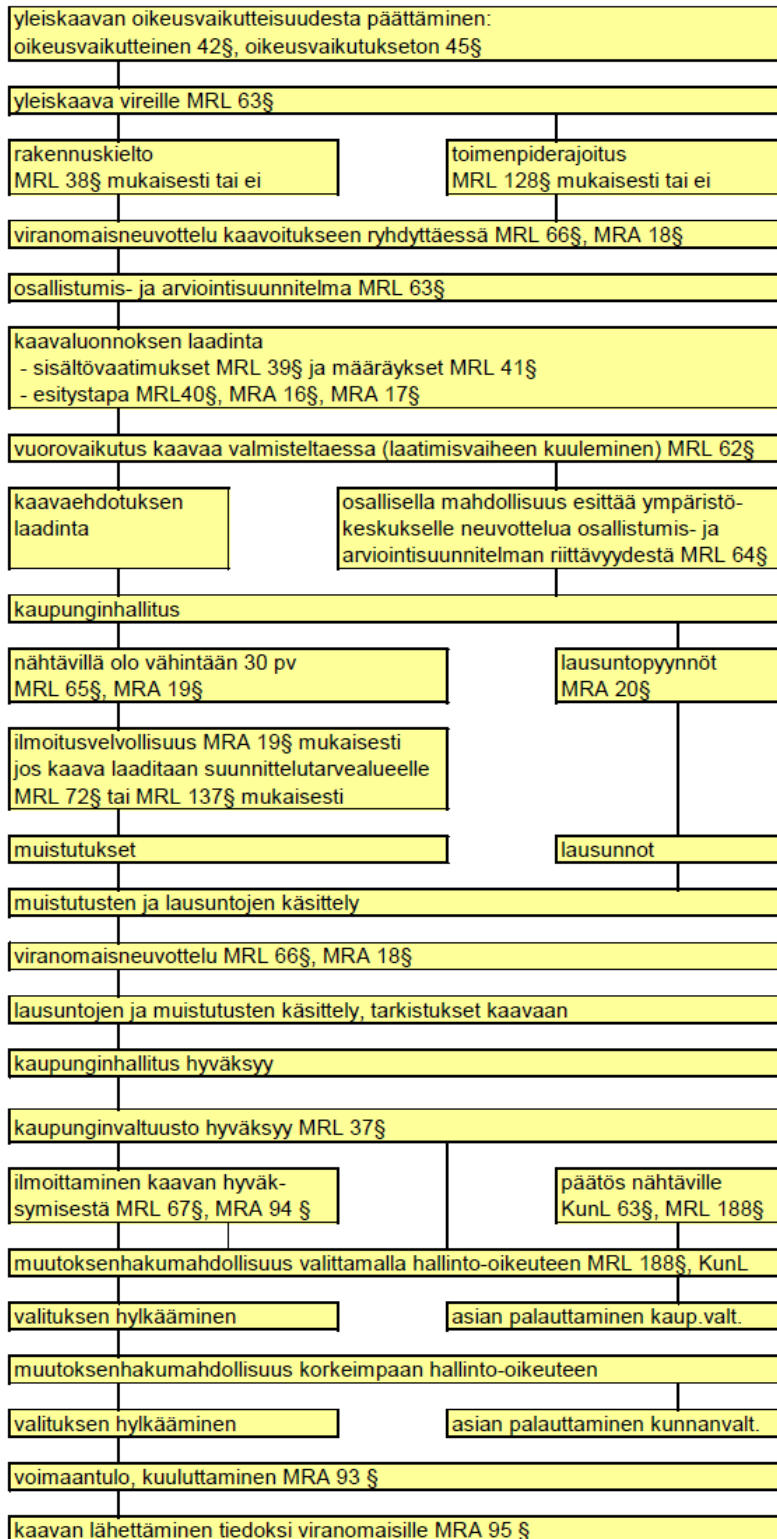 yleiskaavan oikeusvaikutteisuudesta päättäminen:
oikeusvaikutteinen 42§, oikeusvaikutukseton 45§
yleiskaava vireille MRL 63§
rakennuskielto
MRL 38§ mukaisesti tai ei
toimenpiderajoitus
MRL 128§ mukaisesti tai ei
viranomaisneuvottelu kaavoitukseen ryhdyttäessä MRL 66§, MRA 18§
osallistumis- ja arviointisuunnitelma MRL 63§
kaavaluonnoksen laadinta
- sisältövaatimukset MRL 39§ ja määräykset MRL 41§
- esitystapa MRL40§, MRA 16§, MRA 17§
vuorovaikutus kaavaa valmisteltaessa (laatimisvaiheen kuuleminen) MRL 62§
kaavaehdotuksen
laadinta
osallisella mahdollisuus esittää ympäristö-
keskukselle neuvottelua osallistumis- ja
arviointisuunnitelman riittävyydestä MRL 64§
kaupunginhallitus
nähtävillä olo vähintään 30 pv
MRL 65§, MRA 19§
lausuntopyynnöt
MRA 20§
ilmoitusvelvollisuus MRA 19§ mukaisesti
jos kaava laaditaan suunnittelutarvealueelle
MRL 72§ tai MRL 137§ mukaisesti
muistutukset
lausunnot
muistutusten ja lausuntojen käsittely
viranomaisneuvottelu MRL 66§, MRA 18§
lausuntojen ja muistutusten käsittely, tarkistukset kaavaan
kaupunginhallitus hyväksyy
kaupunginvaltuusto hyväksyy MRL 37§
ilmoittaminen kaavan hyväk-
symisestä MRL 67§, MRA 94 §
päätös nähtäville
KunL 63§, MRL 188§
muutoksenhakumahdollisuus valittamalla hallinto-oikeuteen MRL 188§, KunL
valituksen hylkääminen
asian palauttaminen kaup.valt.
muutoksenhakumahdollisuus korkeimpaan hallinto-oikeuteen
valituksen hylkääminen
asian palauttaminen kunnanvalt.
voimaantulo, kuuluttaminen MRA 93 §
kaavan lähettäminen tiedoksi viranomaisille MRA 95 §